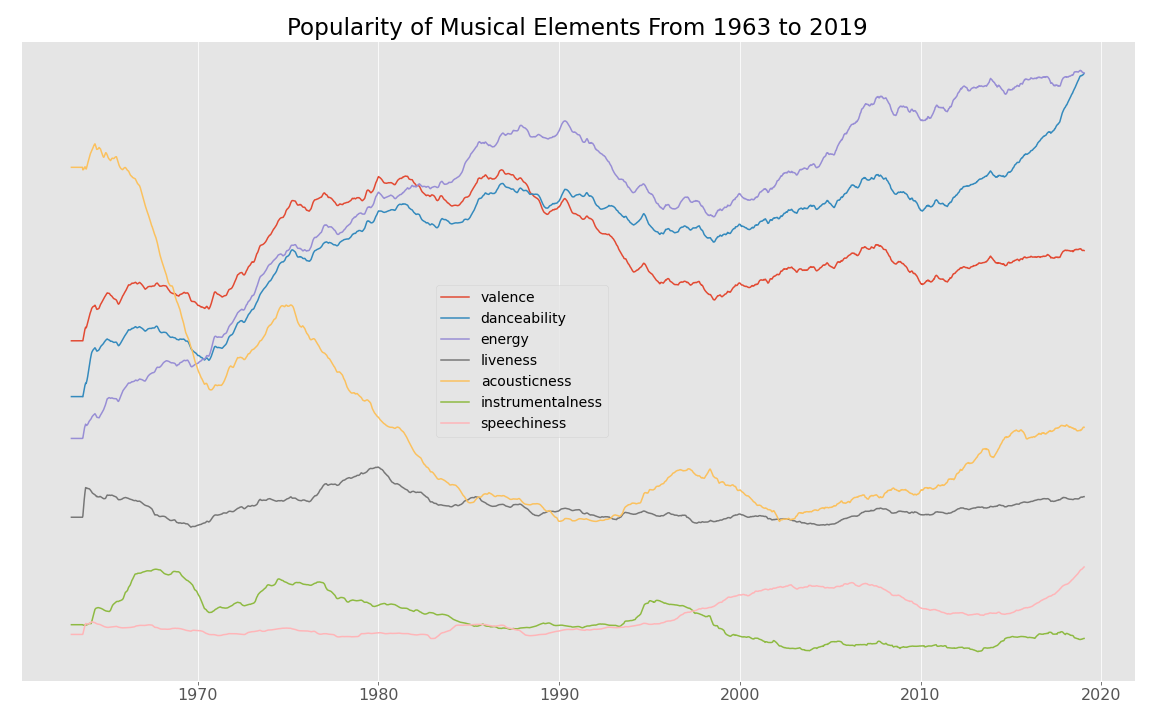 Popularity of Musical Elements From 1963 to 2019
valence
danceability
energy
liveness
acousticness
instrumentalness
speechiness
1970 1980 1990 2000 2010 2020